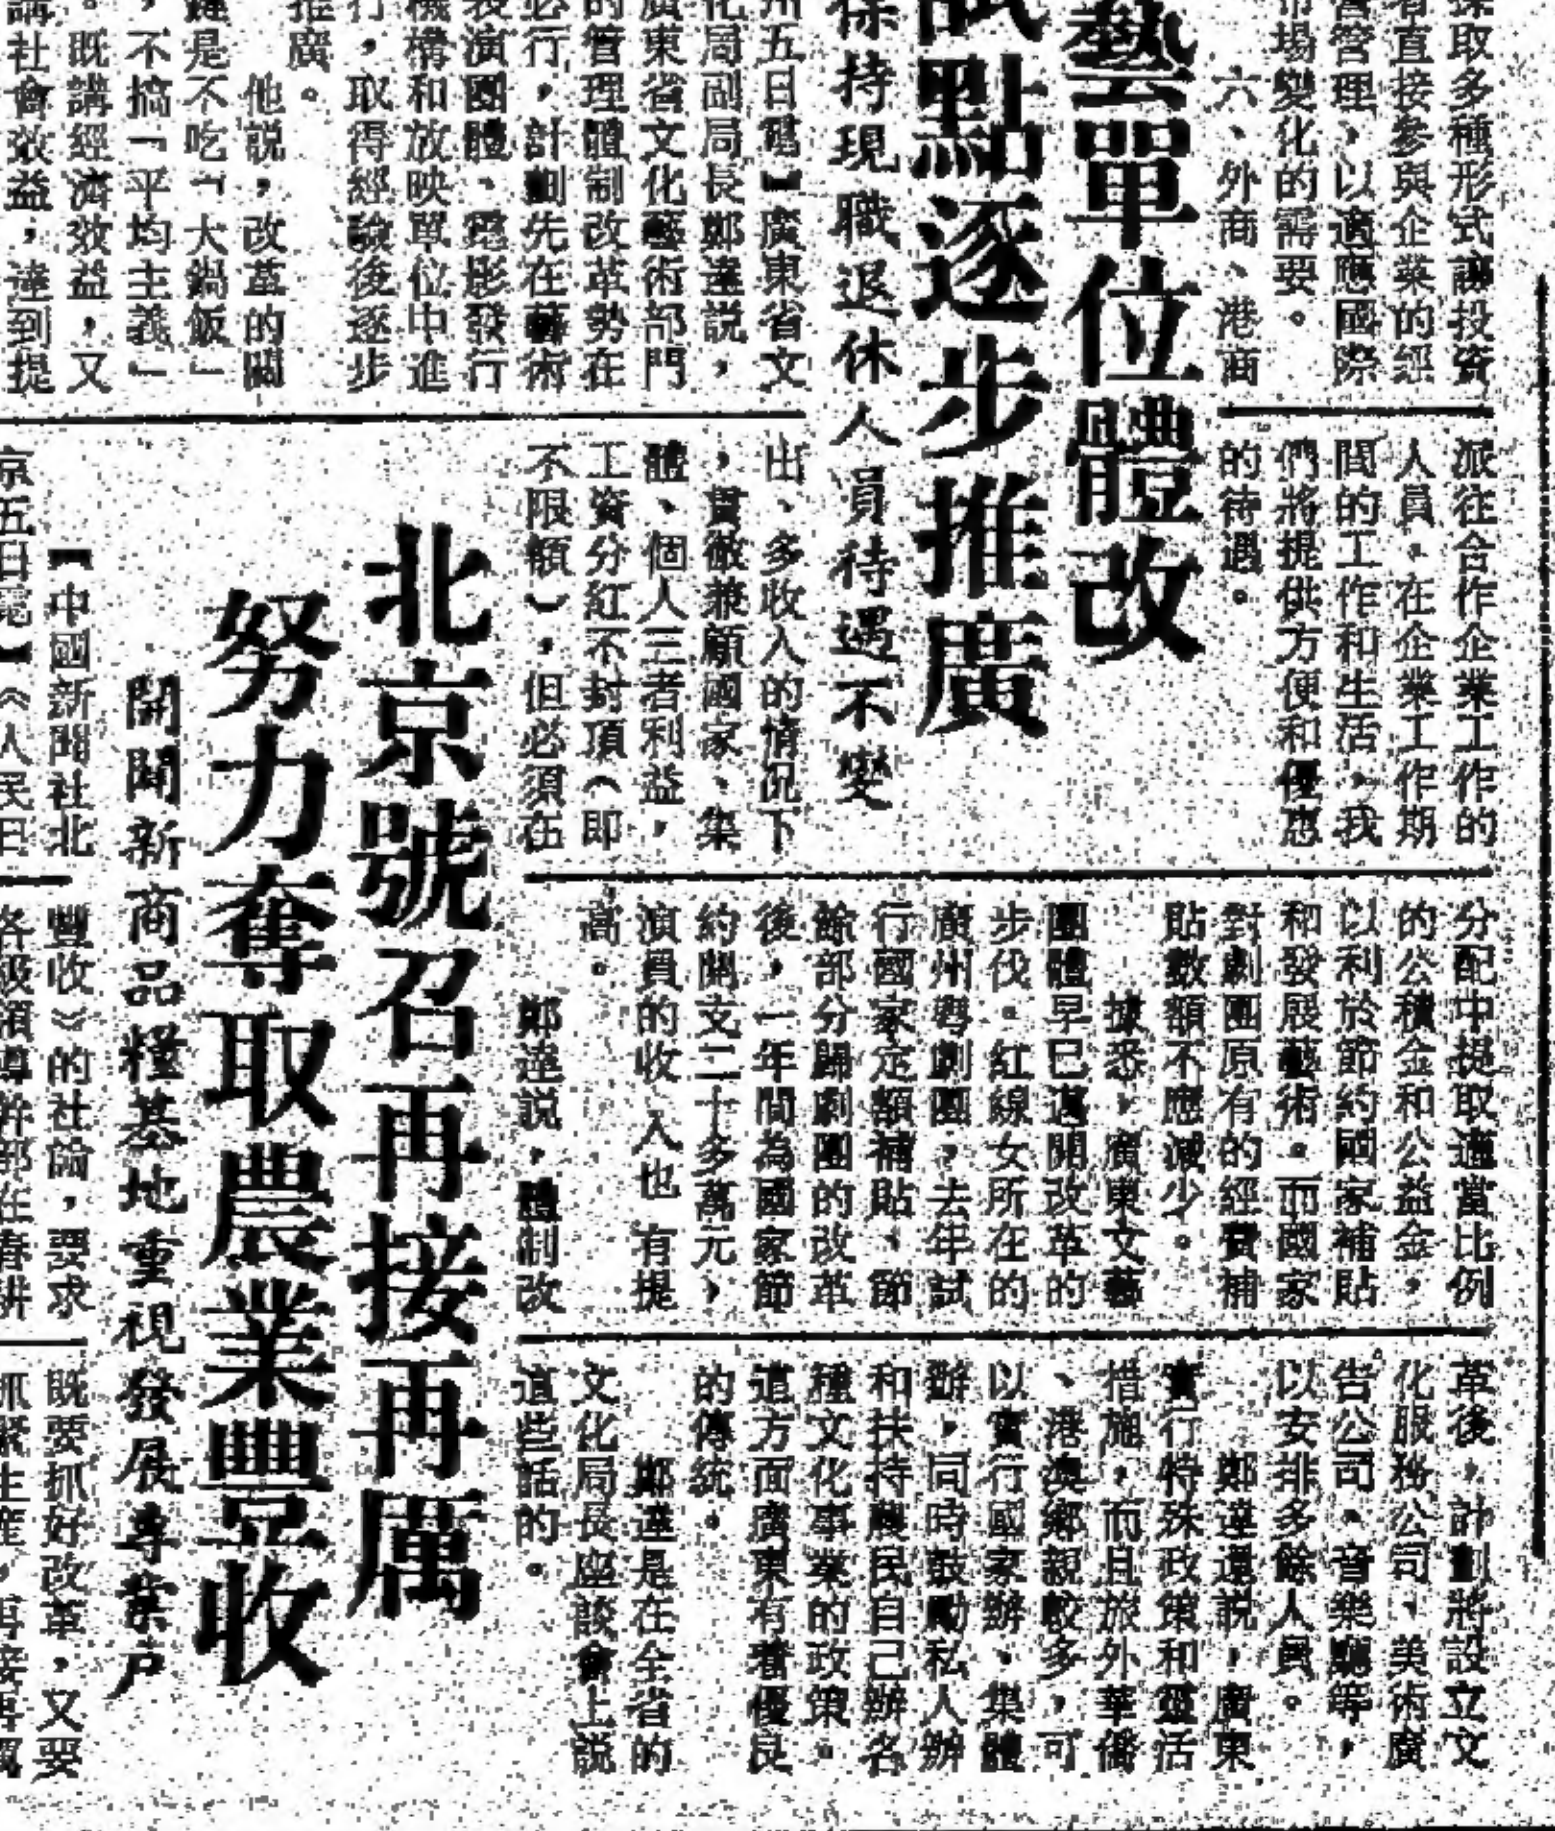 採取多種形式讓投資
者直接參與企業的經
營管理，以適應國際
市場變化的需要。
六、外商、港商
派往合作企業工作的
人員，在企業工作期
間的工作和生活，我
們將提供方便和優惠
的待遇。
藝單位體改
試點逐步推廣
保持現職退休人員待遇不變
州五日電】廣東省文
化局副局長鄭達説，
廣東省文化藝術部門
的管理體制改革勢在
必行，計劃先在藝術
表演團體、電影發行
機構和放映單位中進
行，取得經驗後逐步
推廣。
他説，改革的關
鍵是不吃「大鍋飯」
，不搞「平均主義」
。既講經濟效益，又
講社會效益，達到提
出、多收入的情況下
，貫徹兼顧國家、集
體、個人三者利益，
工資分紅不封頂（即
不限額），但必須在
分配中提取適當比例
的公積金和公益金，
以利於節約國家補貼
和發展藝術。而國家
對劇團原有的經費補
貼數額不應減少。
據悉，廣東文藝
團體早已邁開改革的
步伐。紅線女所在的
廣州粵劇團，去年試
行國家定額補貼，節
餘部分歸劇團的改革
後，一年間為國家節
約開支二十多萬元，
演員的收入也有提
高。
鄭達説，體制改
革後，計劃將設立文
化服務公司、美術廣
告公司、音樂廳等，
以安排多餘人員。
鄭達還説，廣東
實行特殊政策和靈活
措施，而且旅外華僑
、港澳鄉親較多，可
以實行國家辦、集體
辦，同時鼓勵私人辦
和扶持農民自己辦各
種文化事業的政策。
這方面廣東有着優良
的傳統。
鄭達是在全省的
文化局長座談會上説
這些話的。
北京號召再接再厲
努力奪取農業豐收
開闢新商品糧基地重視發展專業户
【中國新聞社北
京五日電】《人民日
豐收》的社論，要求
各級領導幹部在春耕
既要抓好改革，又要
抓緊生產，再接再厲